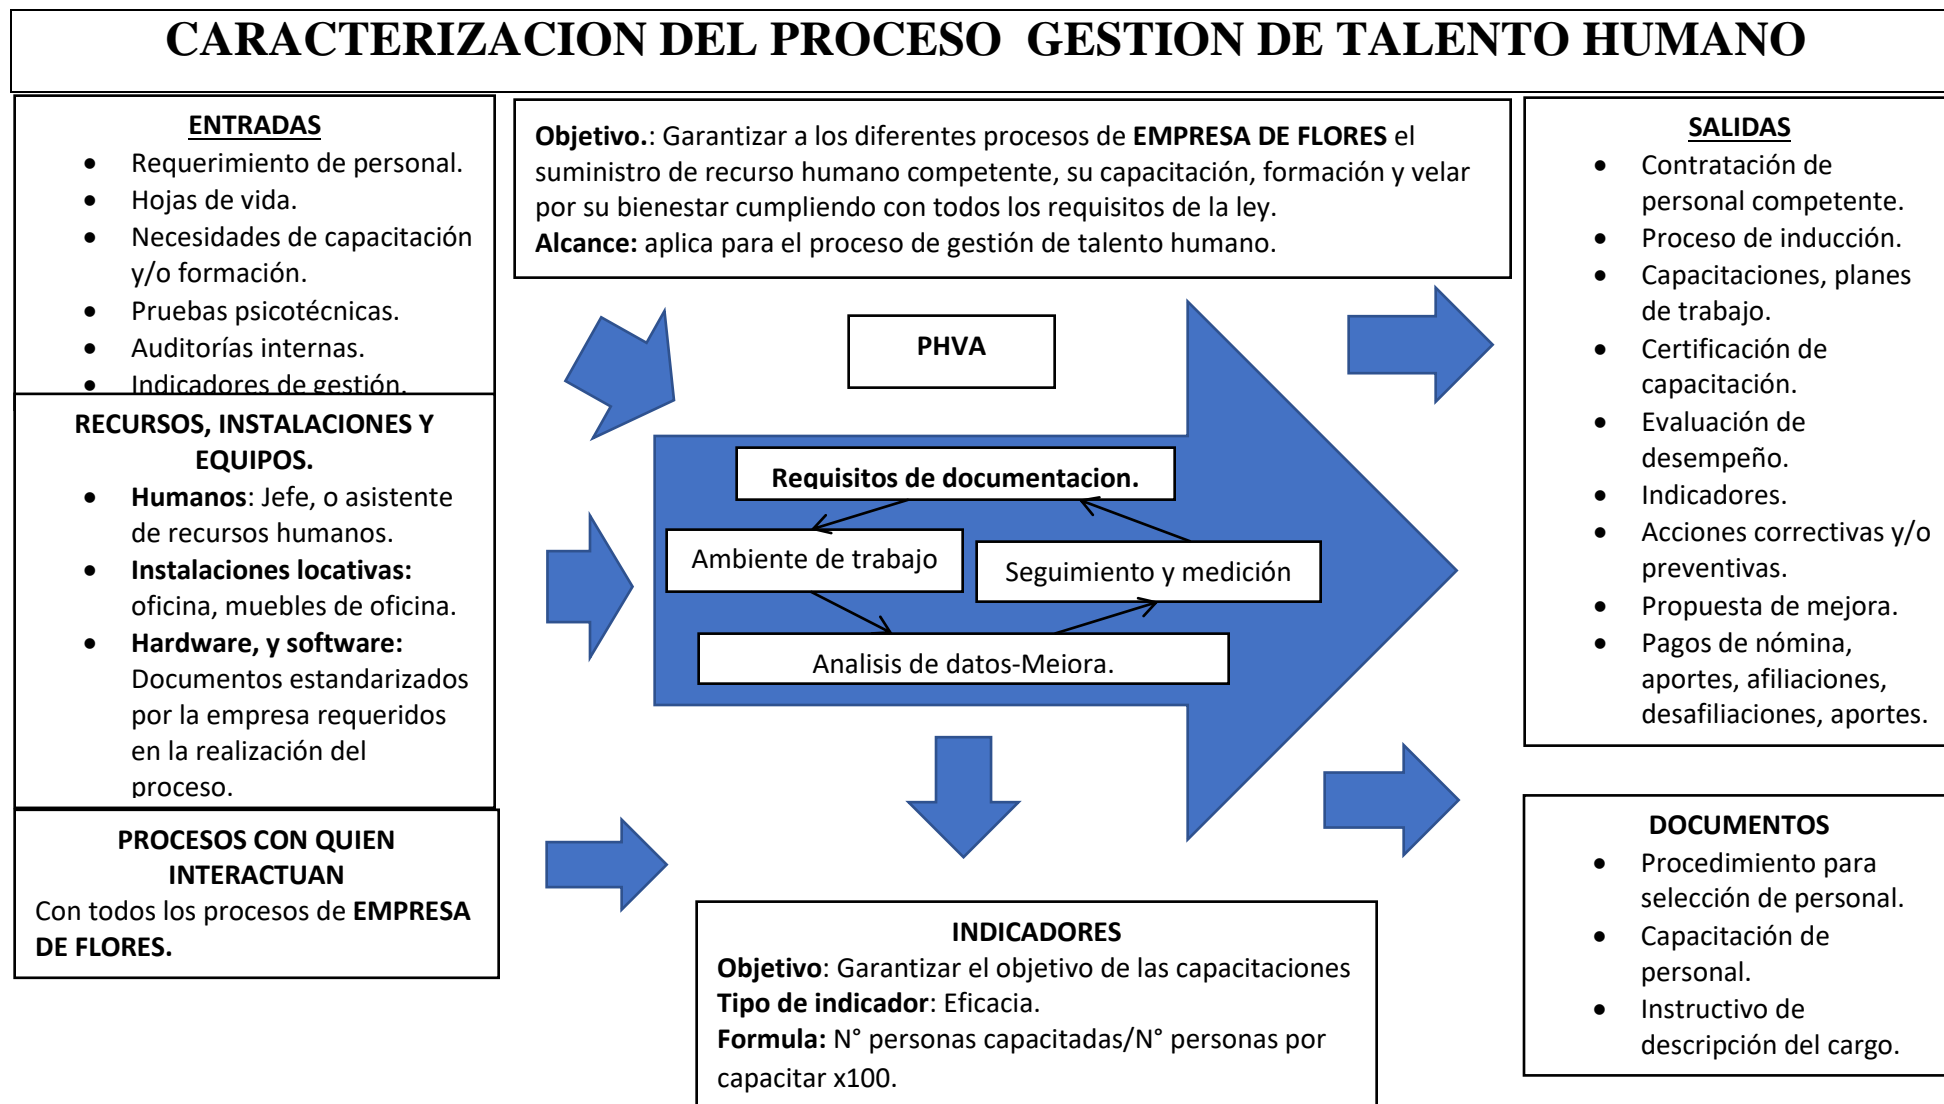 CARACTERIZACION DEL PROCESO GESTION DE TALENTO HUMANO
ENTRADAS
• Requerimiento de personal.
• Hojas de vida.
• Necesidades de capacitación
y/o formación.
• Pruebas psicotécnicas.
• Auditorías internas.
• Indicadores de gestión.
RECURSOS, INSTALACIONES Y
EQUIPOS.
• Humanos: Jefe, o asistente
de recursos humanos.
• Instalaciones locativas:
oficina, muebles de oficina.
• Hardware, y software:
Documentos estandarizados
por la empresa requeridos
en la realización del
proceso.
PROCESOS CON QUIEN
INTERACTUAN
Con todos los procesos de EMPRESA
DE FLORES.
Objetivo.: Garantizar a los diferentes procesos de EMPRESA DE FLORES el
suministro de recurso humano competente, su capacitación, formación y velar
por su bienestar cumpliendo con todos los requisitos de la ley.
Alcance: aplica para el proceso de gestión de talento humano.
PHVA
Requisitos de documentacion.
Ambiente de trabajo
Seguimiento y medición
Analisis de datos-Mejora.
INDICADORES
Objetivo: Garantizar el objetivo de las capacitaciones
Tipo de indicador: Eficacia.
Formula: N° personas capacitadas/N° personas por
capacitar x100.
SALIDAS
• Contratación de
personal competente.
• Proceso de inducción.
• Capacitaciones, planes
de trabajo.
• Certificación de
capacitación.
• Evaluación de
desempeño.
• Indicadores.
• Acciones correctivas y/o
preventivas.
• Propuesta de mejora.
• Pagos de nómina,
aportes, afiliaciones,
desafiliaciones, aportes.
DOCUMENTOS
• Procedimiento para
selección de personal.
• Capacitación de
personal.
• Instructivo de
descripción del cargo.